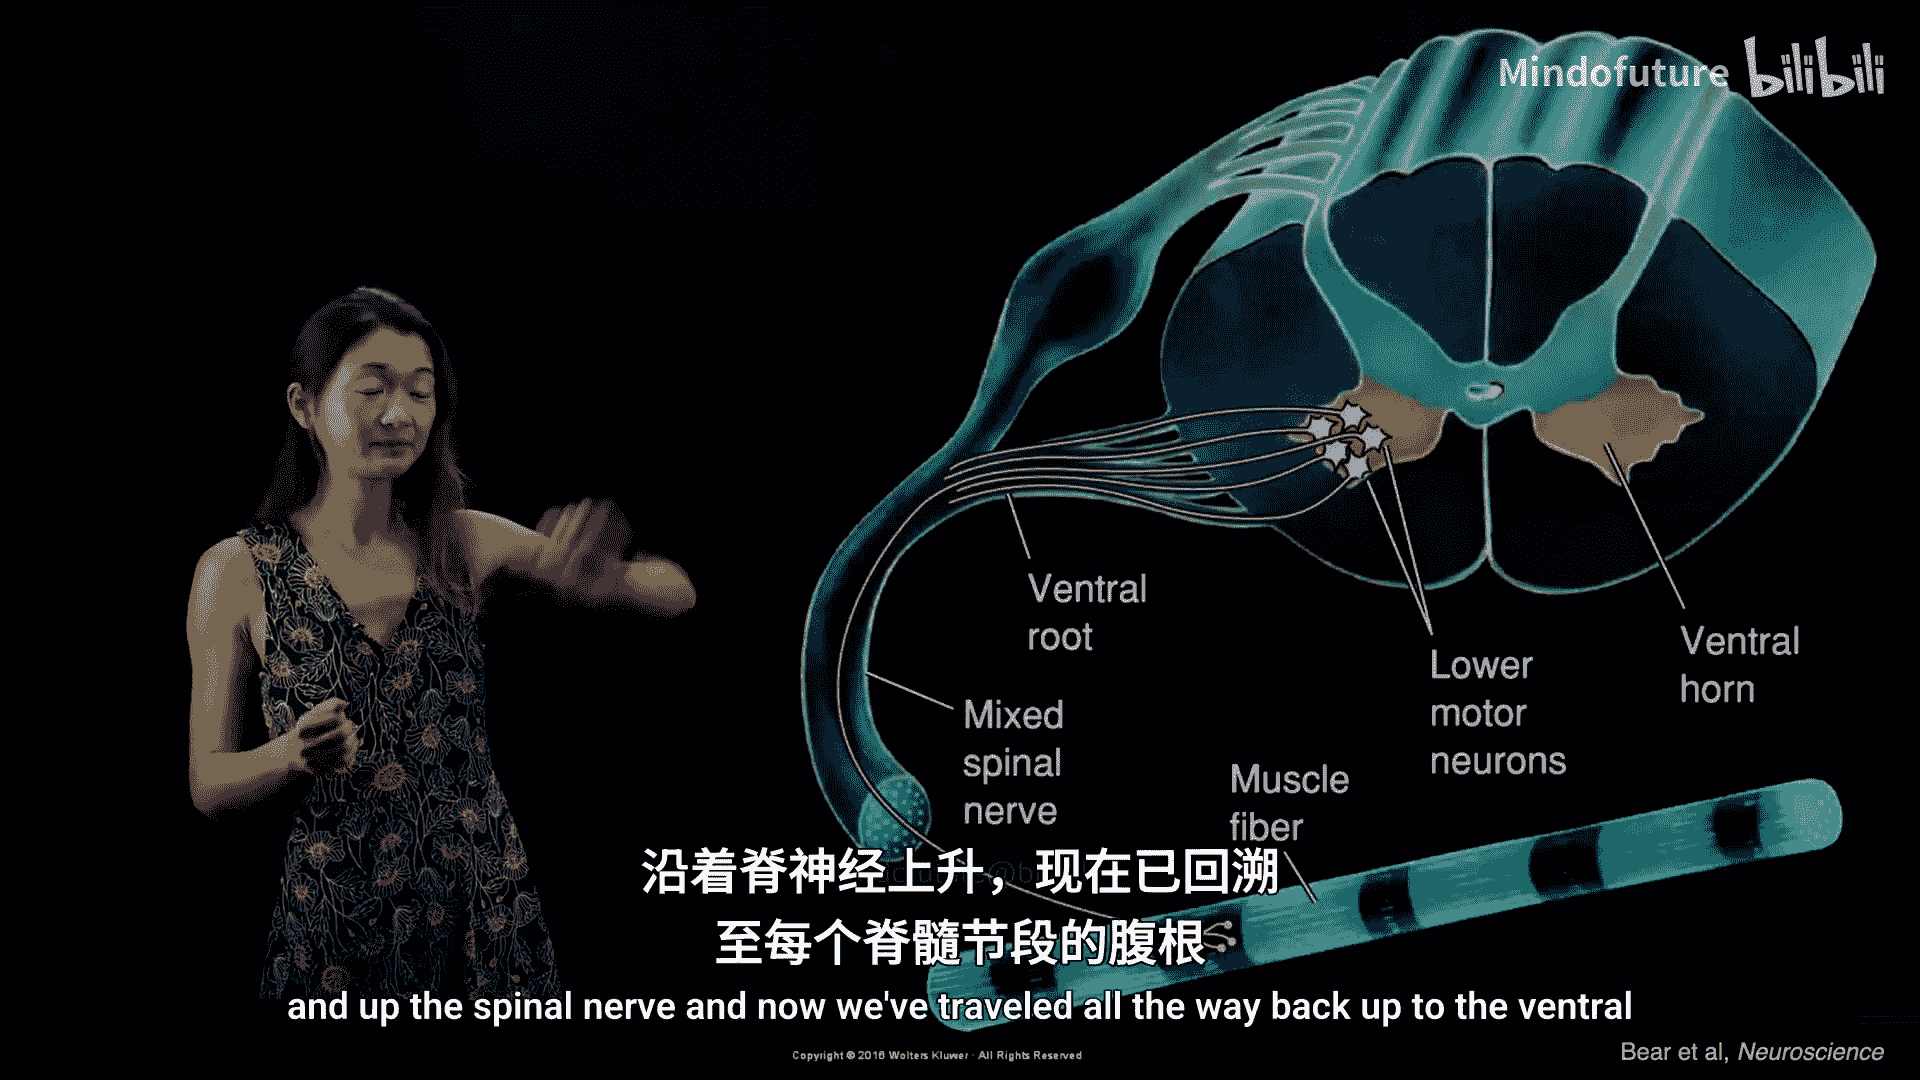 Mindofuture bilibili
Ventral
root
Mixed
spinal
nerve
Lower
motor
neurons
Ventral
horn
Muscle
fiber
沿着脊神经上升，现在已回溯
至每个脊髓节段的腹根
and up the spinal nerve and now we've traveled all the way back up to the ventral
Copyright © 2016 Wolters Kluwer · All Rights Reserved
Bear et al, Neuroscience